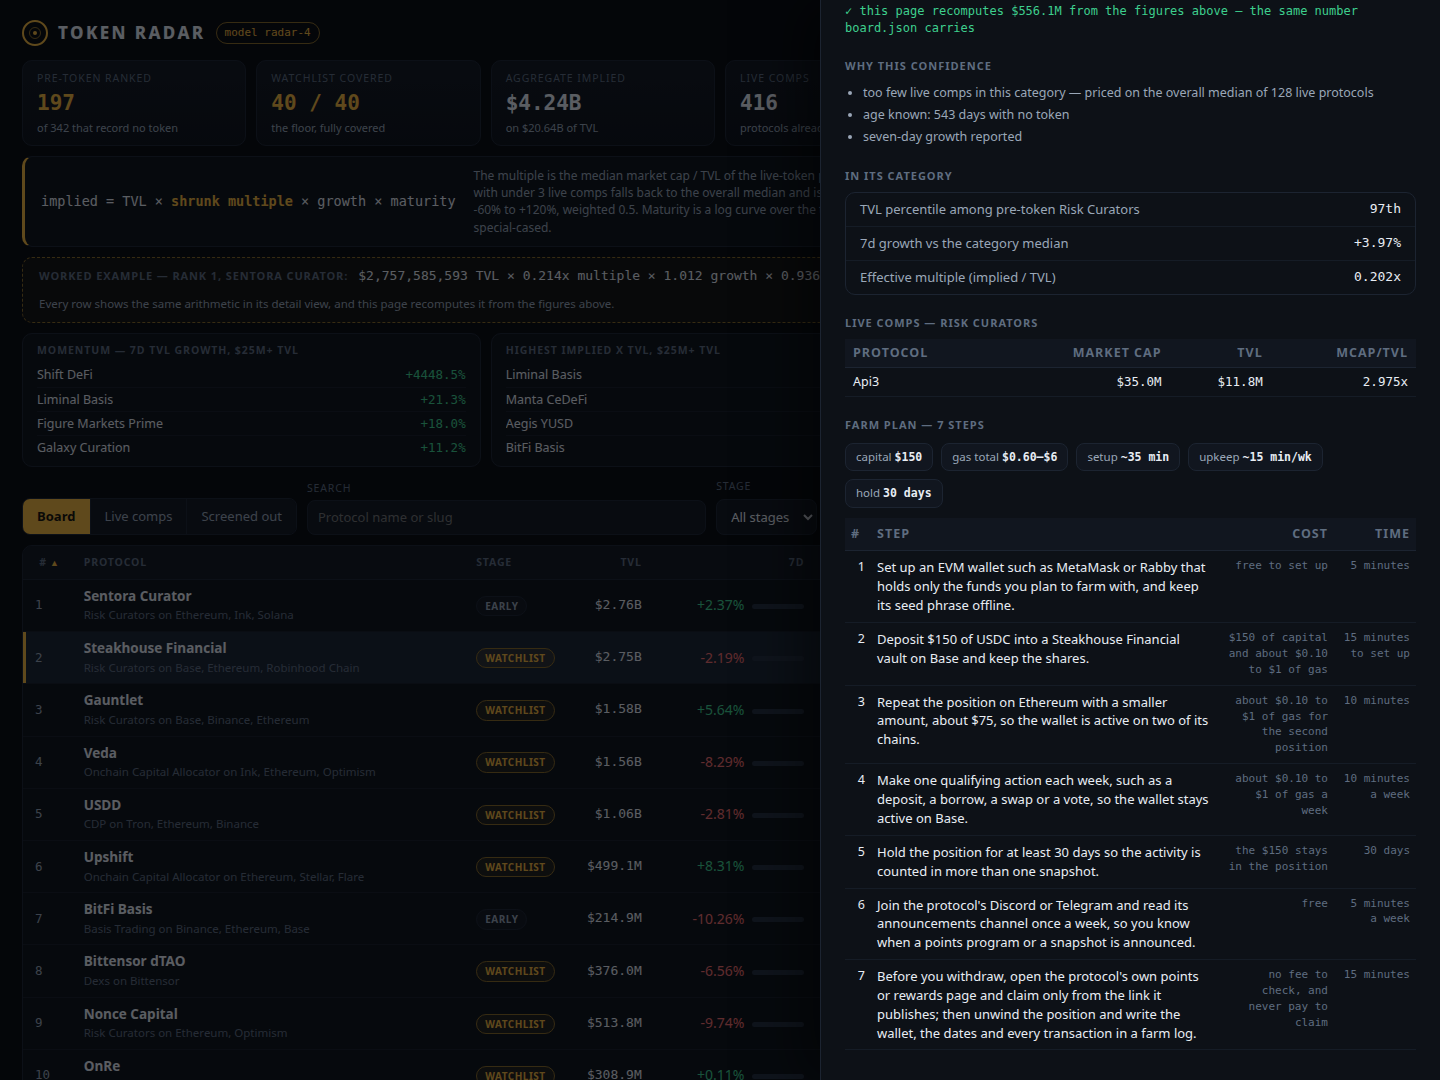 TOKEN RADAR
model radar-4
PRE-TOKEN RANKED
197
of 342 that record no token
WATCHLIST COVERED
40 / 40
the floor, fully covered
AGGREGATE IMPLIED
$4.24B
on $20.64B of TVL
LIVE COMPS
416
protocols alrea
implied = TVL × shrunk multiple × growth × maturity
The multiple is the median market cap / TVL of the live-token
with under 3 live comps falls back to the overall median and is
-60% to +120%, weighted 0.5. Maturity is a log curve over the
special-cased.
WORKED EXAMPLE — RANK 1, SENTORA CURATOR: $2,757,585,593 TVL × 0.214x multiple × 1.012 growth × 0.936
Every row shows the same arithmetic in its detail view, and this page recomputes it from the figures above.
MOMENTUM — 7D TVL GROWTH, $25M+ TVL
Shift DeFi +4448.5%
Liminal Basis +21.3%
Figure Markets Prime +18.0%
Galaxy Curation +11.2%
HIGHEST IMPLIED X TVL, $25M+ TVL
Liminal Basis
Manta CeDeFi
Aegis YUSD
BitFi Basis
Board Live comps Screened out
SEARCH
Protocol name or slug
STAGE
All stages
# ▲ PROTOCOL STAGE TVL 7D
1 Sentora Curator EARLY $2.76B +2.37%
Risk Curators on Ethereum, Ink, Solana
2 Steakhouse Financial WATCHLIST $2.75B -2.19%
Risk Curators on Base, Ethereum, Robinhood Chain
3 Gauntlet WATCHLIST $1.58B +5.64%
Risk Curators on Base, Binance, Ethereum
4 Veda WATCHLIST $1.56B -8.29%
Onchain Capital Allocator on Ink, Ethereum, Optimism
5 USDD WATCHLIST $1.06B -2.81%
CDP on Tron, Ethereum, Binance
6 Upshift WATCHLIST $499.1M +8.31%
Onchain Capital Allocator on Ethereum, Stellar, Flare
7 BitFi Basis EARLY $214.9M -10.26%
Basis Trading on Binance, Ethereum, Base
8 Bittensor dTAO WATCHLIST $376.0M -6.56%
Dexs on Bittensor
9 Nonce Capital WATCHLIST $513.8M -9.74%
Risk Curators on Ethereum, Optimism
10 OnRe WATCHLIST $308.9M +0.11%
✓ this page recomputes $556.1M from the figures above — the same number
board.json carries
WHY THIS CONFIDENCE
• too few live comps in this category — priced on the overall median of 128 live protocols
• age known: 543 days with no token
• seven-day growth reported
IN ITS CATEGORY
TVL percentile among pre-token Risk Curators 97th
7d growth vs the category median +3.97%
Effective multiple (implied / TVL) 0.202x
LIVE COMPS — RISK CURATORS
PROTOCOL MARKET CAP TVL MCAP/TVL
Api3 $35.0M $11.8M 2.975x
FARM PLAN — 7 STEPS
capital $150 gas total $0.60–$6 setup ~35 min upkeep ~15 min/wk
hold 30 days
# STEP COST TIME
1 Set up an EVM wallet such as MetaMask or Rabby that free to set up 5 minutes
holds only the funds you plan to farm with, and keep
its seed phrase offline.
2 Deposit $150 of USDC into a Steakhouse Financial $150 of capital 15 minutes
vault on Base and keep the shares. and about $0.10 to set up
to $1 of gas
3 Repeat the position on Ethereum with a smaller about $0.10 to 10 minutes
amount, about $75, so the wallet is active on two of its $1 of gas for
chains. the second
position
4 Make one qualifying action each week, such as a about $0.10 to 10 minutes
deposit, a borrow, a swap or a vote, so the wallet stays $1 of gas a a week
active on Base. week
5 Hold the position for at least 30 days so the activity is the $150 stays 30 days
counted in more than one snapshot. in the position
6 Join the protocol's Discord or Telegram and read its free 5 minutes
announcements channel once a week, so you know a week
when a points program or a snapshot is announced.
7 Before you withdraw, open the protocol's own points no fee to 15 minutes
or rewards page and claim only from the link it check, and
publishes; then unwind the position and write the never pay to
wallet, the dates and every transaction in a farm log. claim